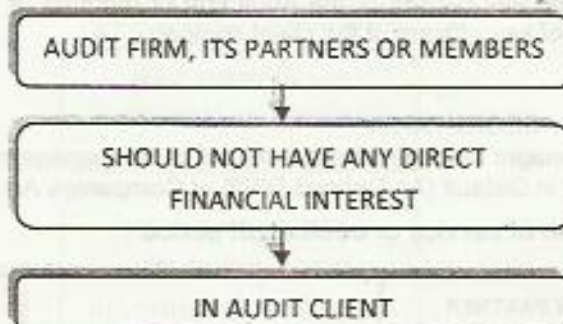 AUDIT FIRM, ITS PARTNERS OR MEMBERS
SHOULD NOT HAVE ANY DIRECT
FINANCIAL INTEREST
IN AUDIT CLIENT